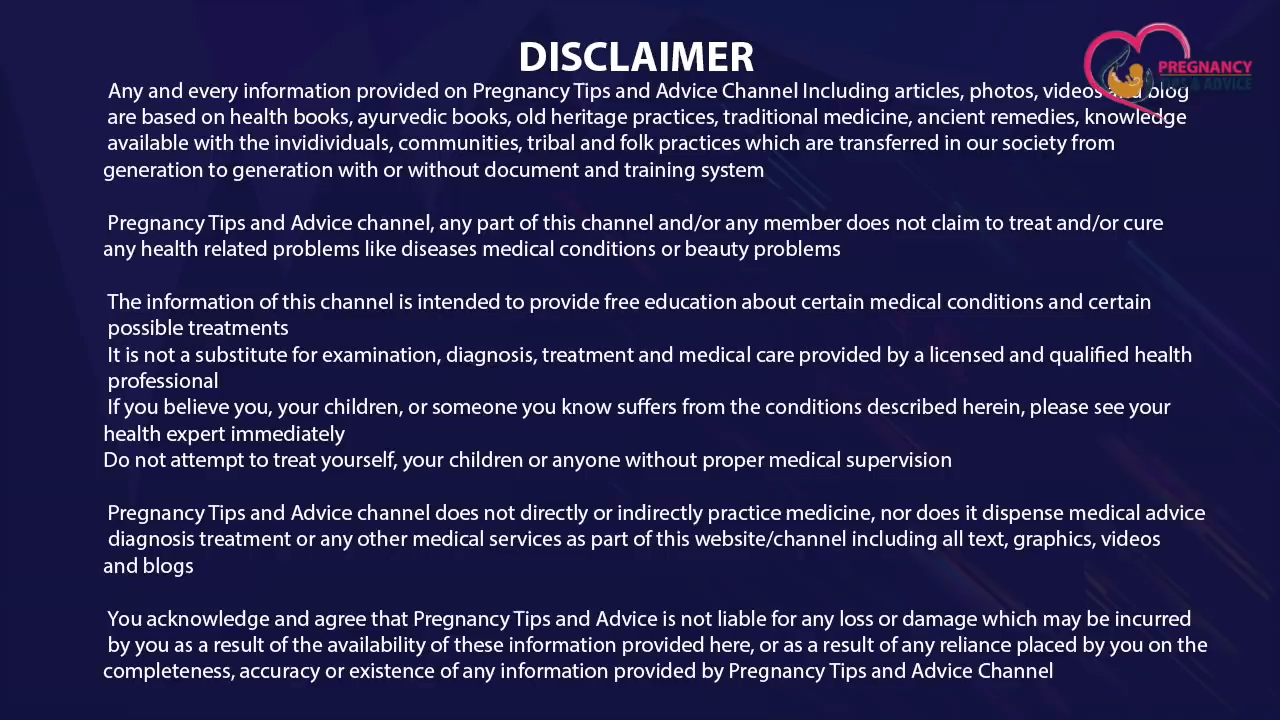 DISCLAIMER
PREGNANCY
TIPS & ADVICE
Any and every information provided on Pregnancy Tips and Advice Channel Including articles, photos, videos and blog
are based on health books, ayurvedic books, old heritage practices, traditional medicine, ancient remedies, knowledge
available with the invidividuals, communities, tribal and folk practices which are transferred in our society from
generation to generation with or without document and training system
Pregnancy Tips and Advice channel, any part of this channel and/or any member does not claim to treat and/or cure
any health related problems like diseases medical conditions or beauty problems
The information of this channel is intended to provide free education about certain medical conditions and certain
possible treatments
It is not a substitute for examination, diagnosis, treatment and medical care provided by a licensed and qualified health
professional
If you believe you, your children, or someone you know suffers from the conditions described herein, please see your
health expert immediately
Do not attempt to treat yourself, your children or anyone without proper medical supervision
Pregnancy Tips and Advice channel does not directly or indirectly practice medicine, nor does it dispense medical advice
diagnosis treatment or any other medical services as part of this website/channel including all text, graphics, videos
and blogs
You acknowledge and agree that Pregnancy Tips and Advice is not liable for any loss or damage which may be incurred
by you as a result of the availability of these information provided here, or as a result of any reliance placed by you on the
completeness, accuracy or existence of any information provided by Pregnancy Tips and Advice Channel